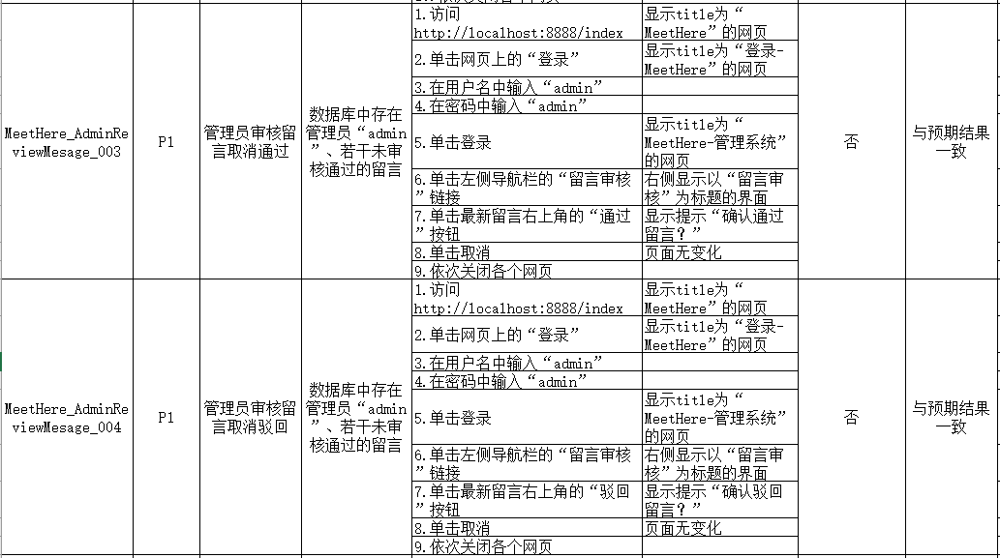 1.访问
http://localhost:8888/index
显示title为“
MeetHere”的网页
2.单击网页上的“登录”
显示title为“登录-
MeetHere”的网页
3.在用户名中输入“admin”
4.在密码中输入“admin”
MeetHere_AdminRe
viewMesage_003
P1
管理员审核留
言取消通过
数据库中存在
管理员“admin
”、若干未审
核通过的留言
5.单击登录
显示title为“
MeetHere-管理系统”
的网页
否
与预期结果
一致
6.单击左侧导航栏的“留言审核
”链接
右侧显示以“留言审
核”为标题的界面
7.单击最新留言右上角的“通过
”按钮
显示提示“确认通过
留言？”
8.单击取消
页面无变化
9.依次关闭各个网页
1.访问
http://localhost:8888/index
显示title为“
MeetHere”的网页
2.单击网页上的“登录”
显示title为“登录-
MeetHere”的网页
3.在用户名中输入“admin”
4.在密码中输入“admin”
MeetHere_AdminRe
viewMesage_004
P1
管理员审核留
言取消驳回
数据库中存在
管理员“admin
”、若干未审
核通过的留言
5.单击登录
显示title为“
MeetHere-管理系统”
的网页
否
与预期结果
一致
6.单击左侧导航栏的“留言审核
”链接
右侧显示以“留言审
核”为标题的界面
7.单击最新留言右上角的“驳回
”按钮
显示提示“确认驳回
留言？”
8.单击取消
页面无变化
9.依次关闭各个网页